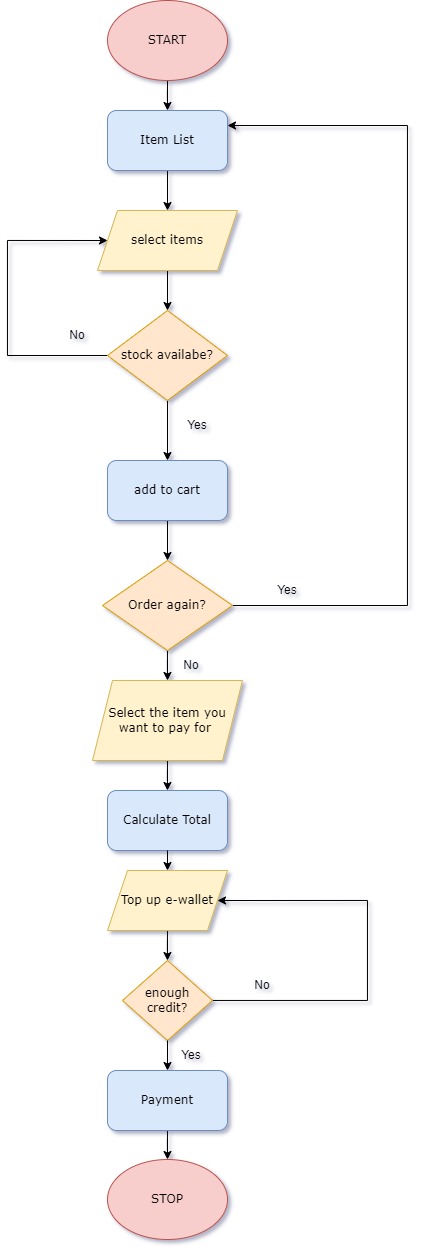 START
Item List
select items
No
stock availabe?
Yes
add to cart
Order again?
Yes
No
Select the item you
want to pay for
Calculate Total
Top up e-wallet
enough
credit?
No
Yes
Payment
STOP